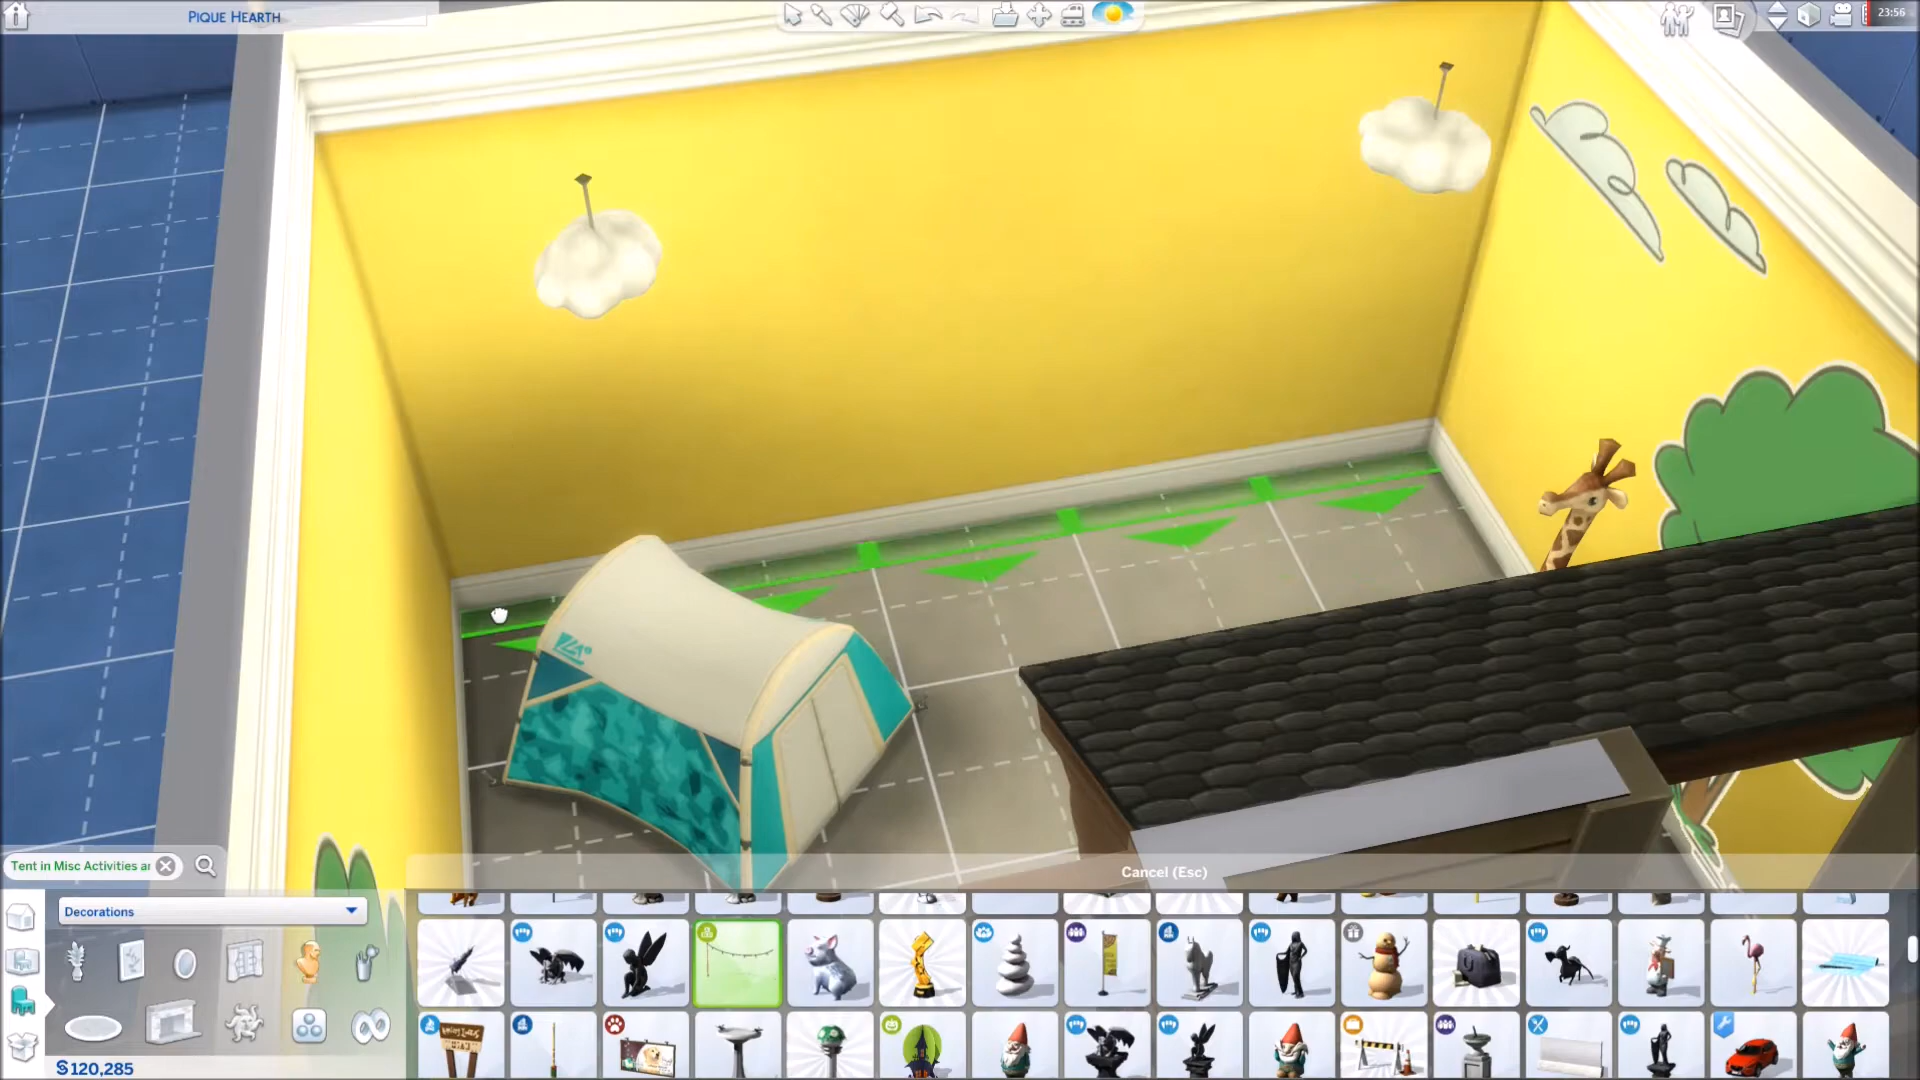 PIQUE HEARTH
23:56
Tent in Misc Activities ar
Cancel (Esc)
Decorations
§120,285